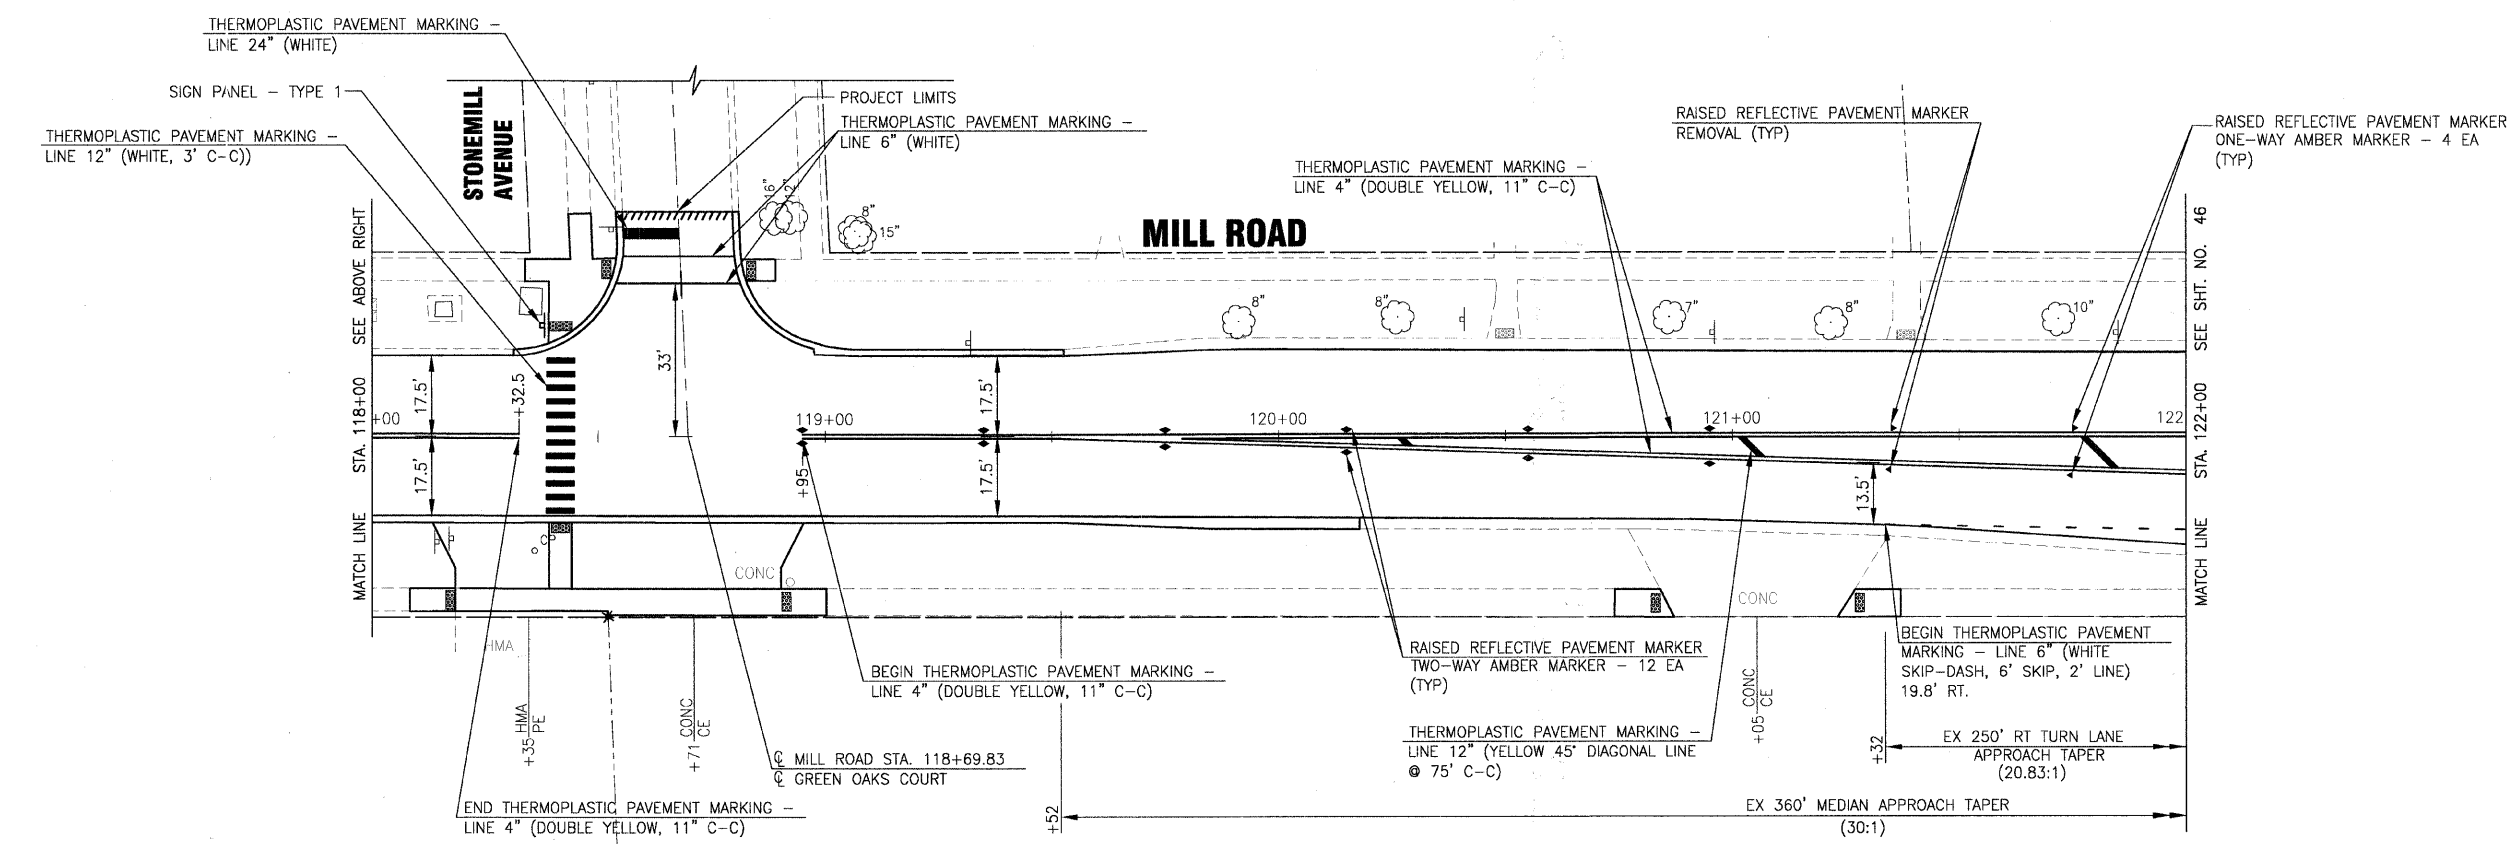 THERMOPLASTIC PAVEMENT MARKING –
LINE 24" (WHITE)
SIGN PANEL – TYPE 1
THERMOPLASTIC PAVEMENT MARKING –
LINE 12" (WHITE, 3' C–C))
STONEMILL
AVENUE
PROJECT LIMITS
THERMOPLASTIC PAVEMENT MARKING –
LINE 6" (WHITE)
RAISED REFLECTIVE PAVEMENT MARKER
REMOVAL (TYP)
RAISED REFLECTIVE PAVEMENT MARKER
ONE–WAY AMBER MARKER – 4 EA
(TYP)
THERMOPLASTIC PAVEMENT MARKING –
LINE 4" (DOUBLE YELLOW, 11" C–C)
16"
12"
8"
15"
MILL ROAD
8"
8"
7"
8"
10"
MATCH LINE STA. 118+00 SEE ABOVE RIGHT
MATCH LINE STA. 122+00 SEE SHT. NO. 46
17.5'
+32.5
33'
17.5'
+00
119+00
120+00
121+00
122
17.5'
+95
17.5'
13.5'
CONC
CONC
HMA
+35 HMA
PE
+71 CONC
CE
+05 CONC
CE
BEGIN THERMOPLASTIC PAVEMENT MARKING –
LINE 4" (DOUBLE YELLOW, 11" C–C)
RAISED REFLECTIVE PAVEMENT MARKER
TWO–WAY AMBER MARKER – 12 EA
(TYP)
BEGIN THERMOPLASTIC PAVEMENT
MARKING – LINE 6" (WHITE
SKIP–DASH, 6' SKIP, 2' LINE)
19.8' RT.
THERMOPLASTIC PAVEMENT MARKING –
LINE 12" (YELLOW 45° DIAGONAL LINE
@ 75' C–C)
+32
EX 250' RT TURN LANE
APPROACH TAPER
(20.83:1)
℄ MILL ROAD STA. 118+69.83
℄ GREEN OAKS COURT
END THERMOPLASTIC PAVEMENT MARKING –
LINE 4" (DOUBLE YELLOW, 11" C–C)
+52
EX 360' MEDIAN APPROACH TAPER
(30:1)